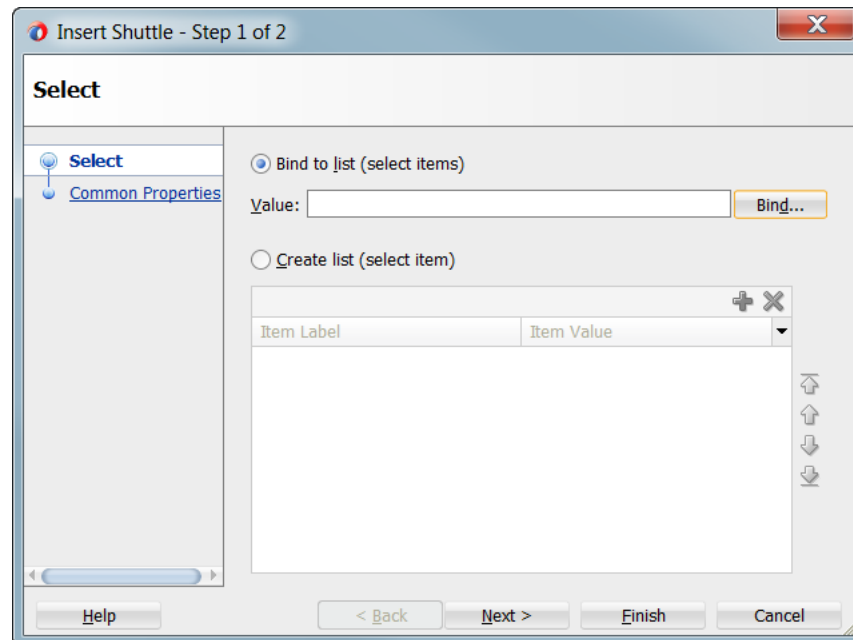 Insert Shuttle - Step 1 of 2
Select
Select
Common Properties
Bind to list (select items)
Value:
Bind...
Create list (select item)
Item Label Item Value
Help < Back Next > Finish Cancel